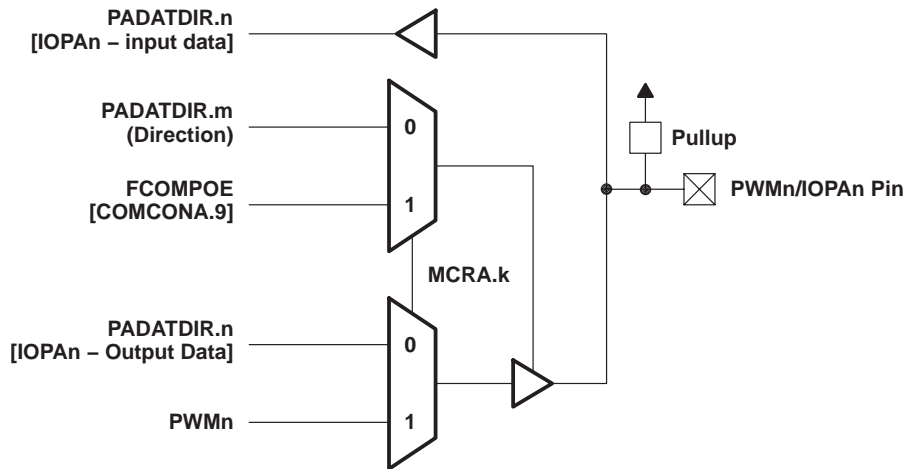 PADATDIR.n
[IOPAn – input data]
PADATDIR.m
(Direction)
0
Pullup
FCOMPOE
[COMCONA.9]
1
PWMn/IOPAn Pin
MCRA.k
PADATDIR.n
[IOPAn – Output Data]
0
PWMn
1